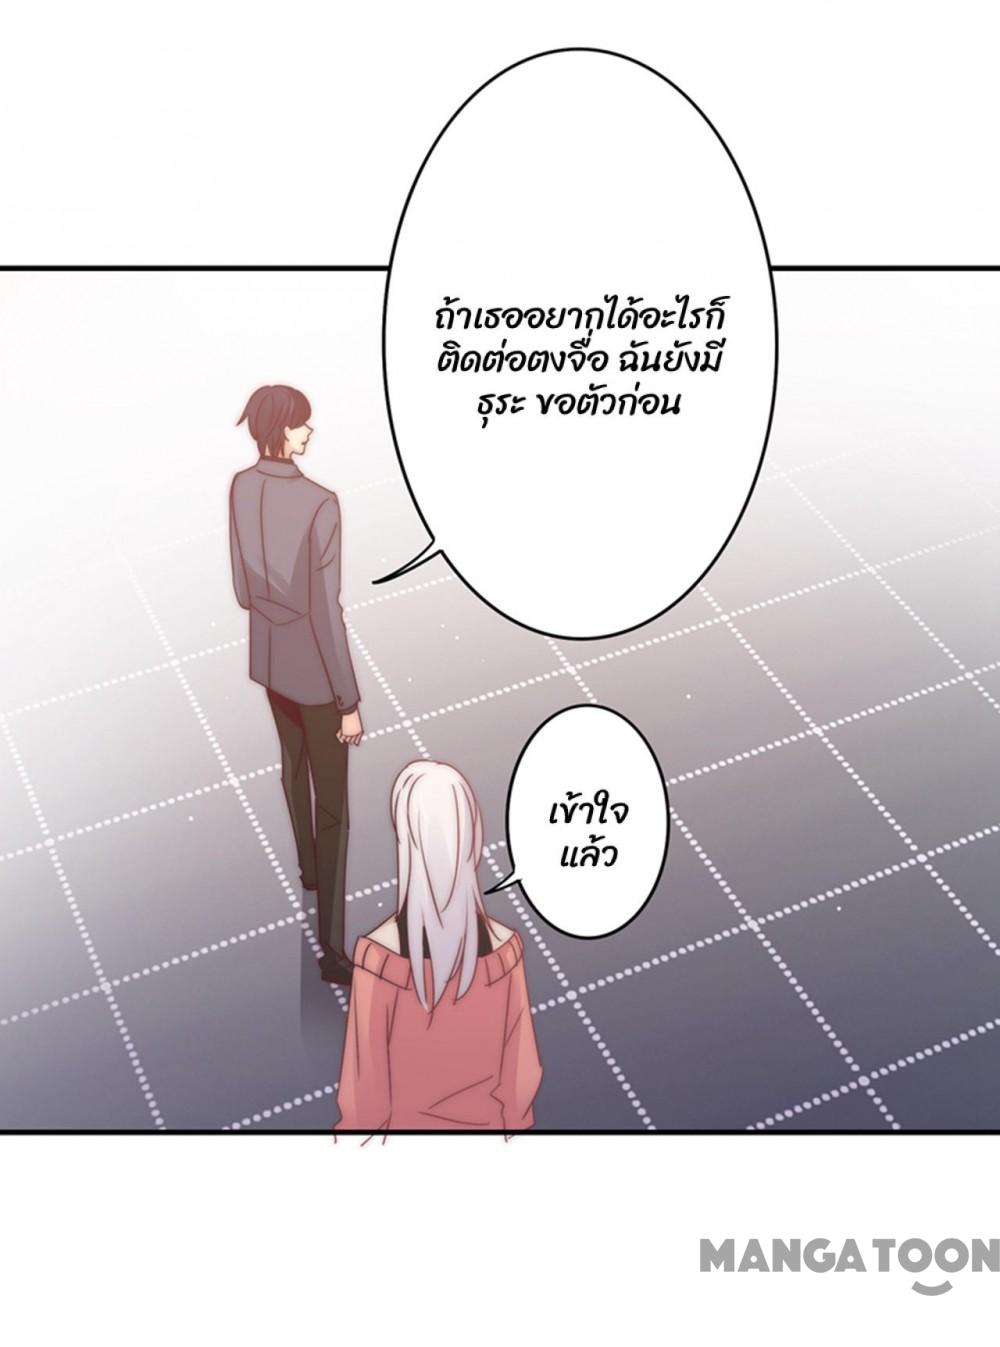 ถ้าเธออยากได้อะไรก็
ติดต่อตงจื่อ ฉันยังมี
ธุระ ขอตัวก่อน
เข้าใจ
แล้ว
MANGATOON